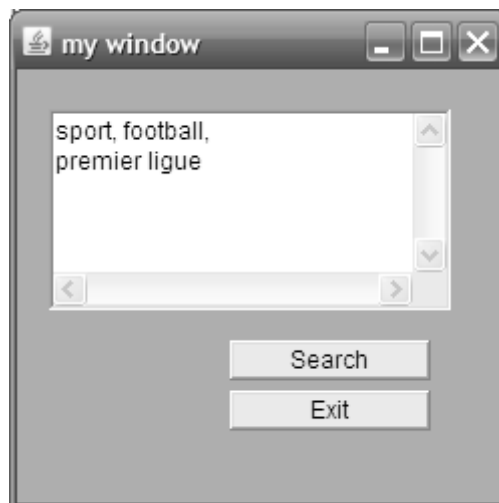 my window
sport, football,
premier ligue
Search
Exit